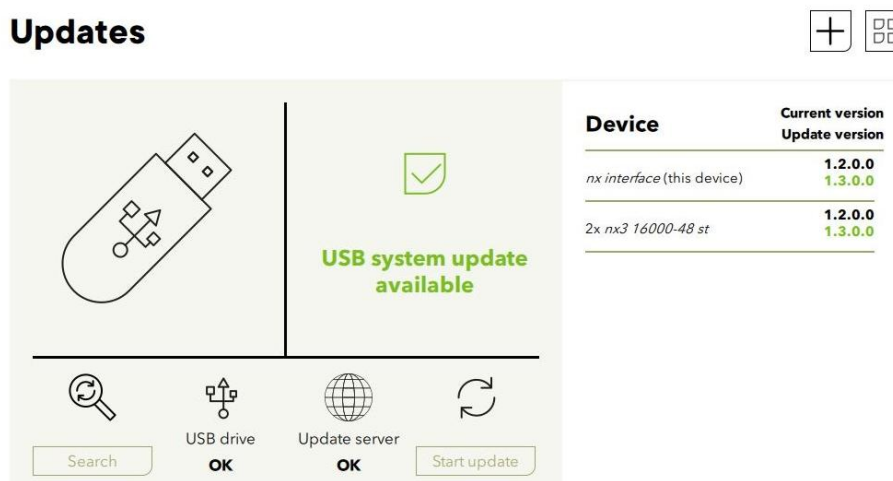 Updates
USB system update
available
Search
USB drive
OK
Update server
OK
Start update
Device
Current version
Update version
nx interface (this device)
1.2.0.0
1.3.0.0
2x nx3 16000-48 st
1.2.0.0
1.3.0.0